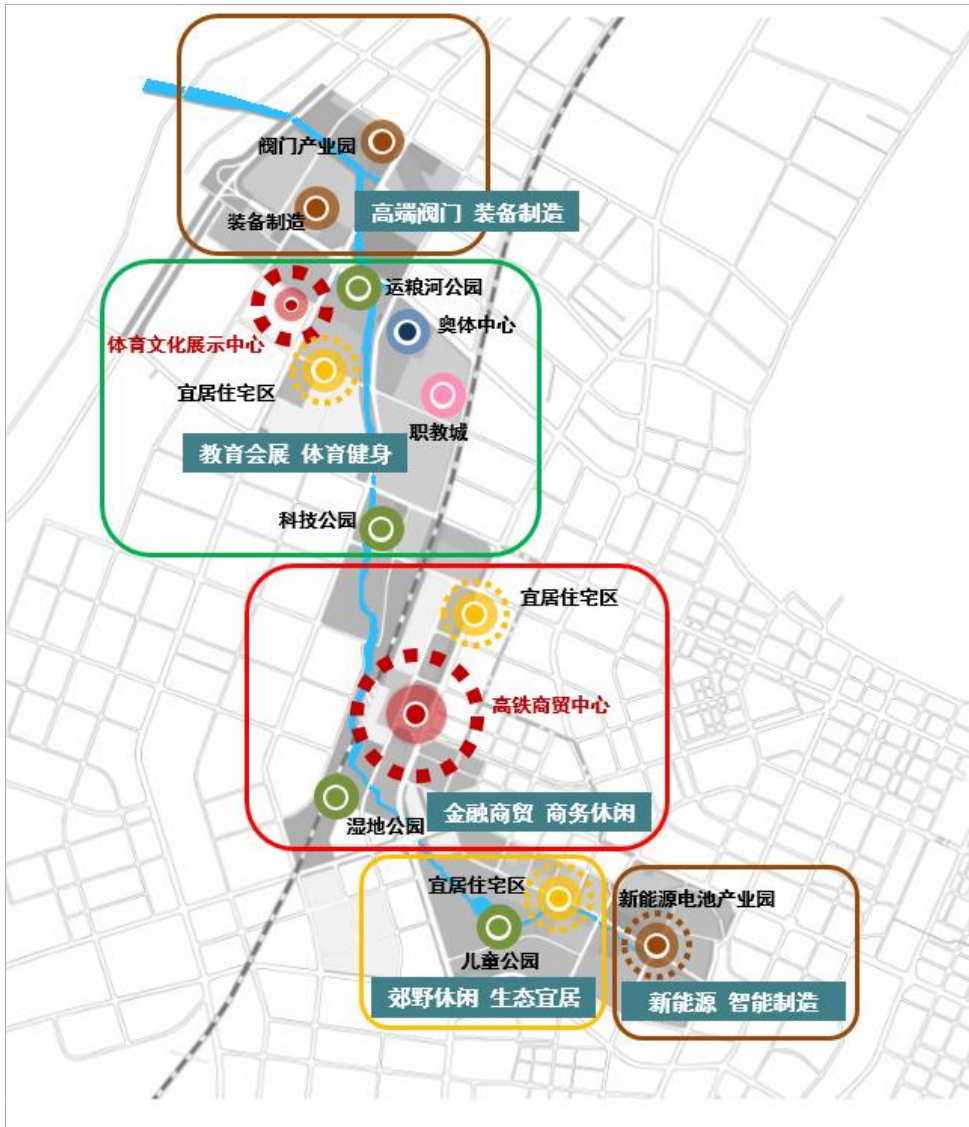 阀门产业园
装备制造
高端阀门 装备制造
运粮河公园
奥体中心
体育文化展示中心
宜居住宅区
职教城
教育会展 体育健身
科技公园
宜居住宅区
高铁商贸中心
湿地公园
金融商贸 商务休闲
宜居住宅区
新能源电池产业园
儿童公园
郊野休闲 生态宜居
新能源 智能制造